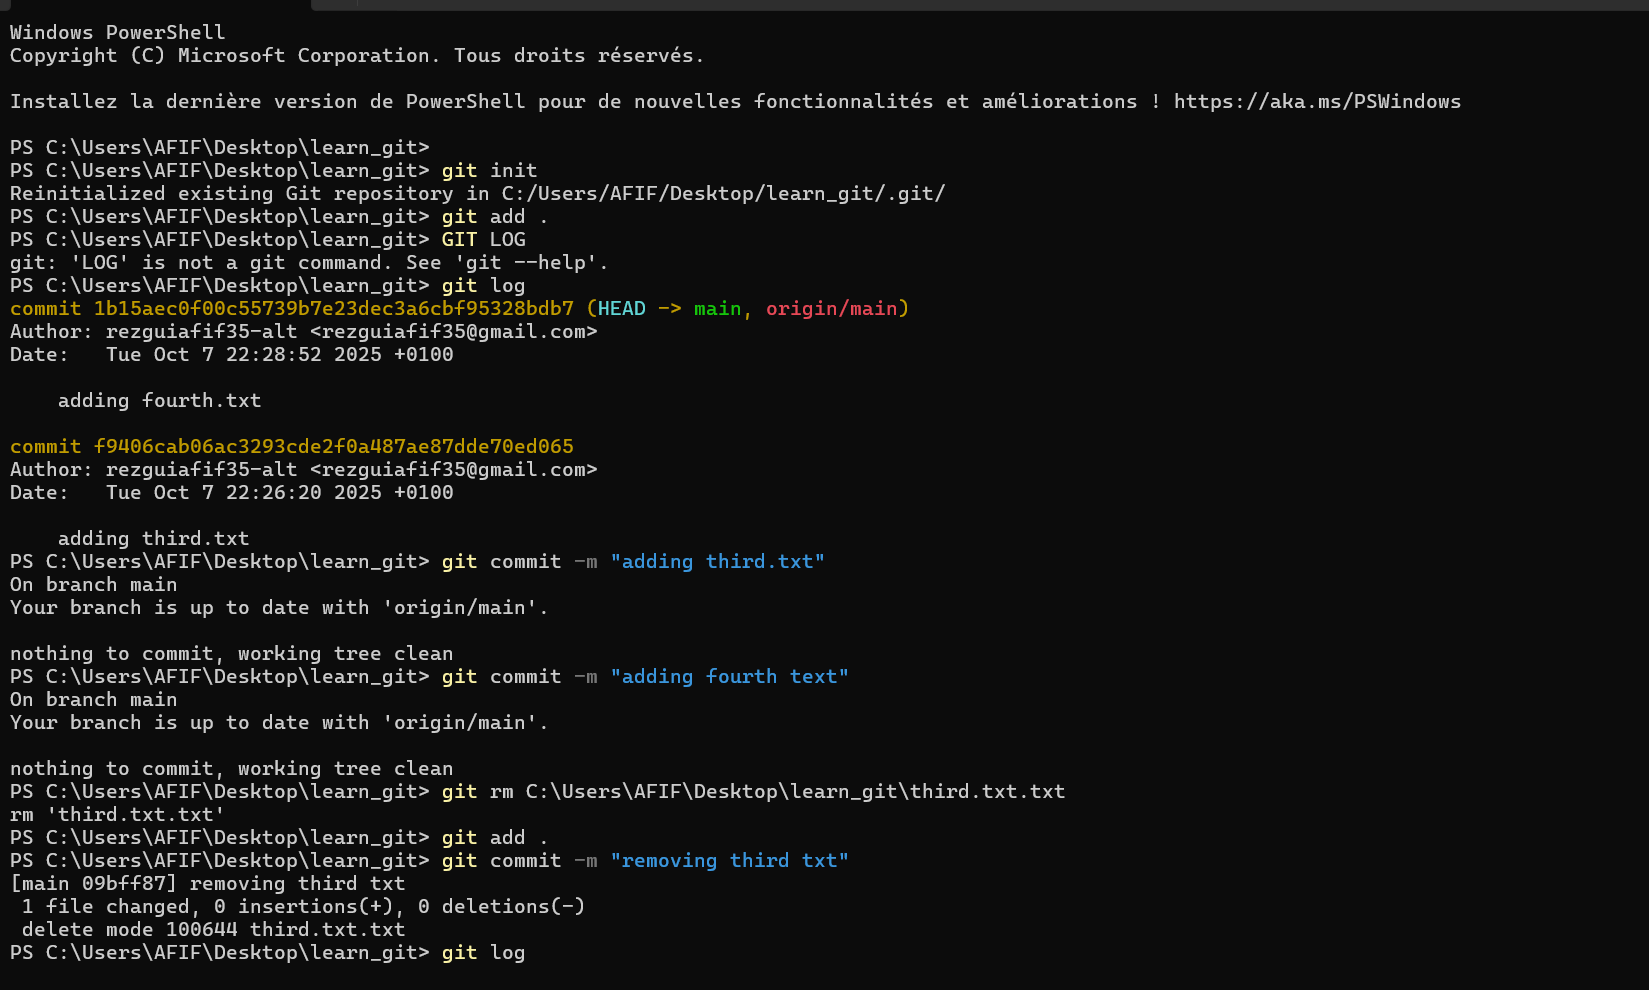 Windows PowerShell
Copyright (C) Microsoft Corporation. Tous droits réservés.
Installez la dernière version de PowerShell pour de nouvelles fonctionnalités et améliorations ! https://aka.ms/PSWindows
PS C:\Users\AFIF\Desktop\learn_git>
PS C:\Users\AFIF\Desktop\learn_git> git init
Reinitialized existing Git repository in C:/Users/AFIF/Desktop/learn_git/.git/
PS C:\Users\AFIF\Desktop\learn_git> git add .
PS C:\Users\AFIF\Desktop\learn_git> GIT LOG
git: 'LOG' is not a git command. See 'git --help'.
PS C:\Users\AFIF\Desktop\learn_git> git log
commit 1b15aec0f00c55739b7e23dec3a6cbf95328bdb7 (HEAD -> main, origin/main)
Author: rezguiafif35-alt <rezguiafif35@gmail.com>
Date:   Tue Oct 7 22:28:52 2025 +0100
    adding fourth.txt
commit f9406cab06ac3293cde2f0a487ae87dde70ed065
Author: rezguiafif35-alt <rezguiafif35@gmail.com>
Date:   Tue Oct 7 22:26:20 2025 +0100
    adding third.txt
PS C:\Users\AFIF\Desktop\learn_git> git commit -m "adding third.txt"
On branch main
Your branch is up to date with 'origin/main'.
nothing to commit, working tree clean
PS C:\Users\AFIF\Desktop\learn_git> git commit -m "adding fourth text"
On branch main
Your branch is up to date with 'origin/main'.
nothing to commit, working tree clean
PS C:\Users\AFIF\Desktop\learn_git> git rm C:\Users\AFIF\Desktop\learn_git\third.txt.txt
rm 'third.txt.txt'
PS C:\Users\AFIF\Desktop\learn_git> git add .
PS C:\Users\AFIF\Desktop\learn_git> git commit -m "removing third txt"
[main 09bff87] removing third txt
 1 file changed, 0 insertions(+), 0 deletions(-)
 delete mode 100644 third.txt.txt
PS C:\Users\AFIF\Desktop\learn_git> git log